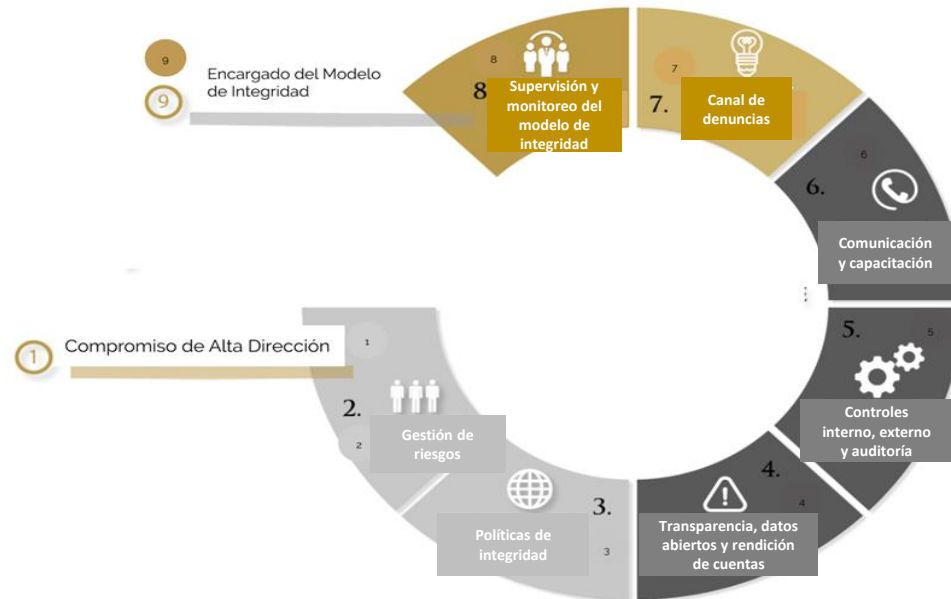 9
9
Encargado del Modelo
de Integridad
8
8.
Supervisión y
monitoreo del
modelo de
integridad
7
7.
Canal de
denuncias
6
6.
Comunicación
y capacitación
5.
5
Controles
interno, externo
y auditoría
4.
4
Transparencia, datos
abiertos y rendición
de cuentas
3.
3
Políticas de
integridad
2.
2
Gestión de
riesgos
1
1
Compromiso de Alta Dirección